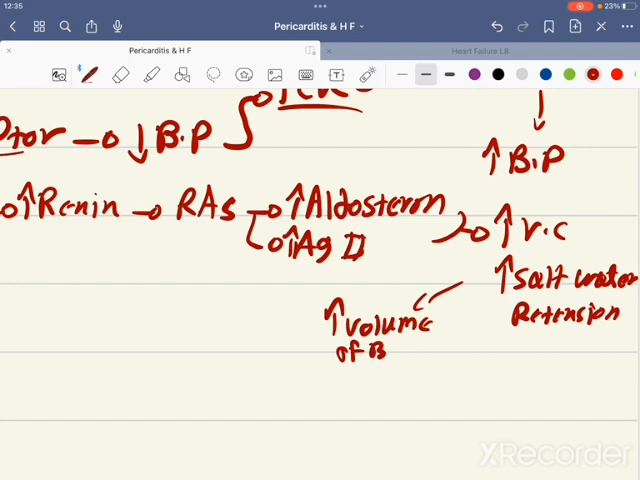 12:35
23%
Pericarditis & H F
Pericarditis & H F
Heart Failure L8
tor → ↓ B.P
↑ B.P
↑Renin → RAs → ↑Aldosteron
↑Ag II
↑ V.C
↑Salt water
Retension
↑volume
of B
XRecorder